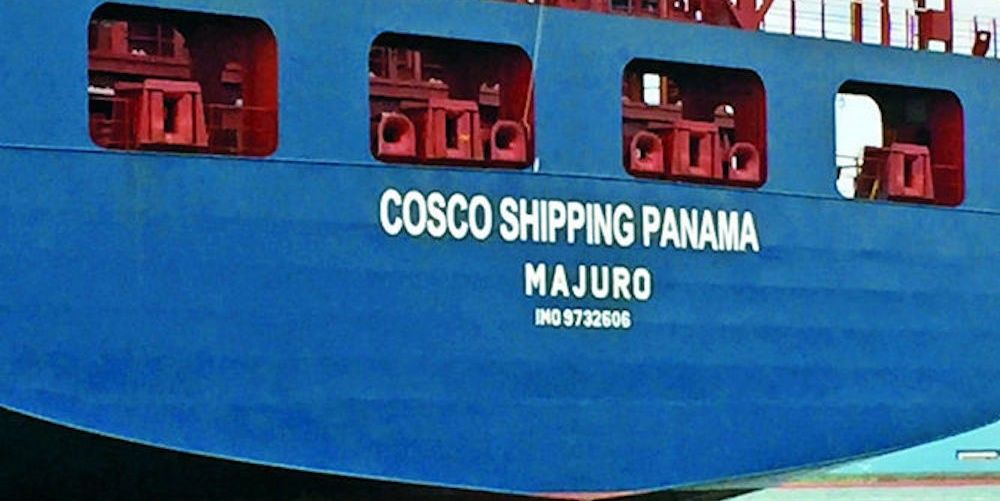 COSCO SHIPPING PANAMA
MAJURO
IMO 9732606